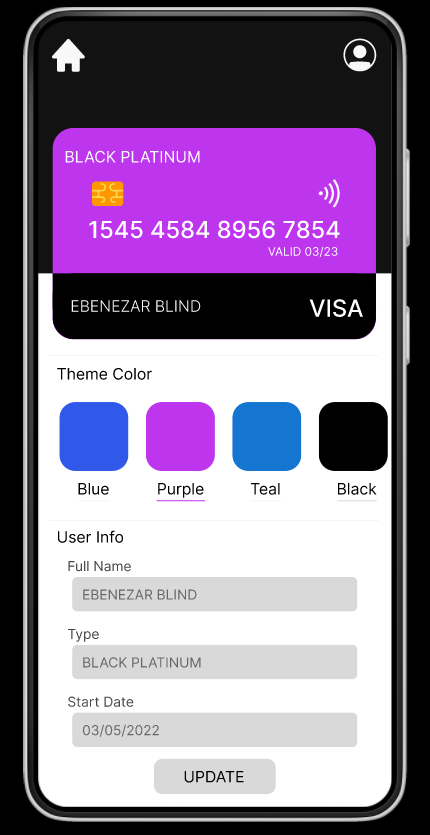 BLACK PLATINUM
1545 4584 8956 7854
VALID 03/23
EBENEZAR BLIND VISA
Theme Color
Blue Purple Teal Black
User Info
Full Name
EBENEZAR BLIND
Type
BLACK PLATINUM
Start Date
03/05/2022
UPDATE